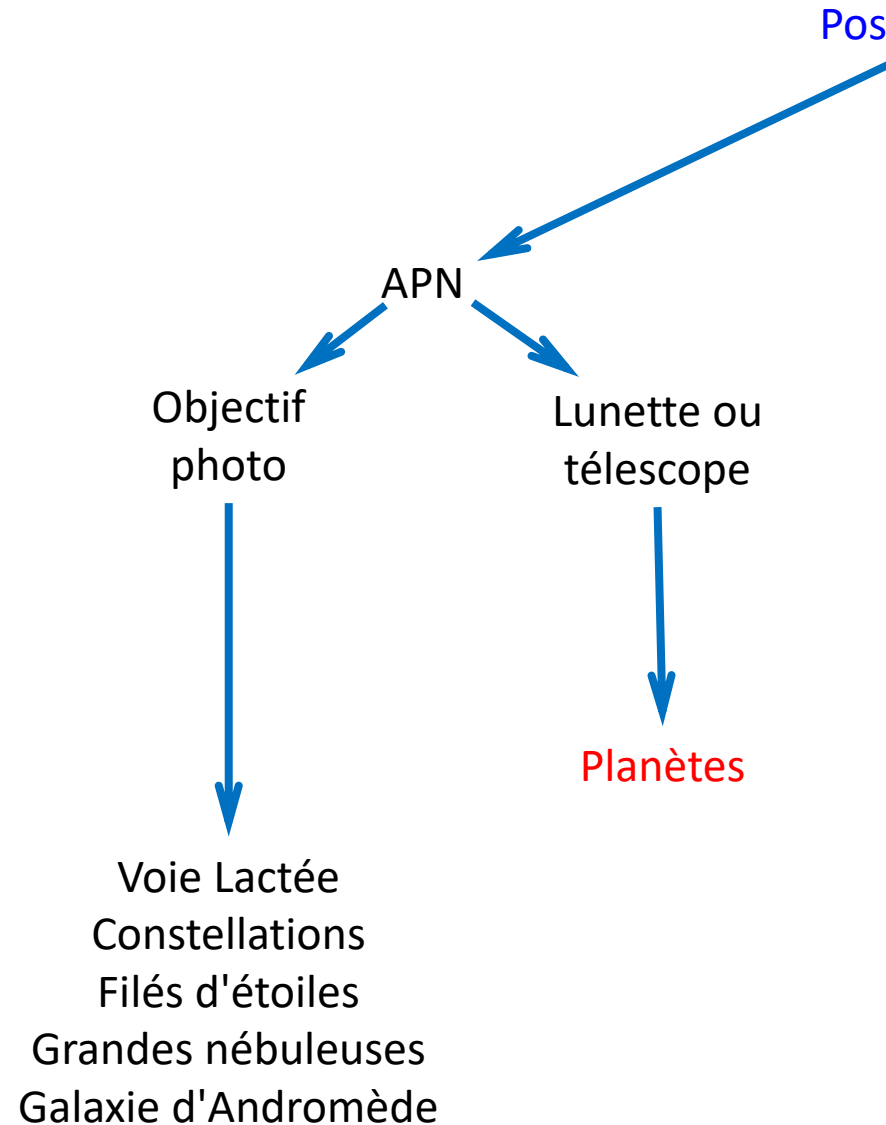 Pos
APN
Objectif
photo
Lunette ou
télescope
Planètes
Voie Lactée
Constellations
Filés d'étoiles
Grandes nébuleuses
Galaxie d'Andromède